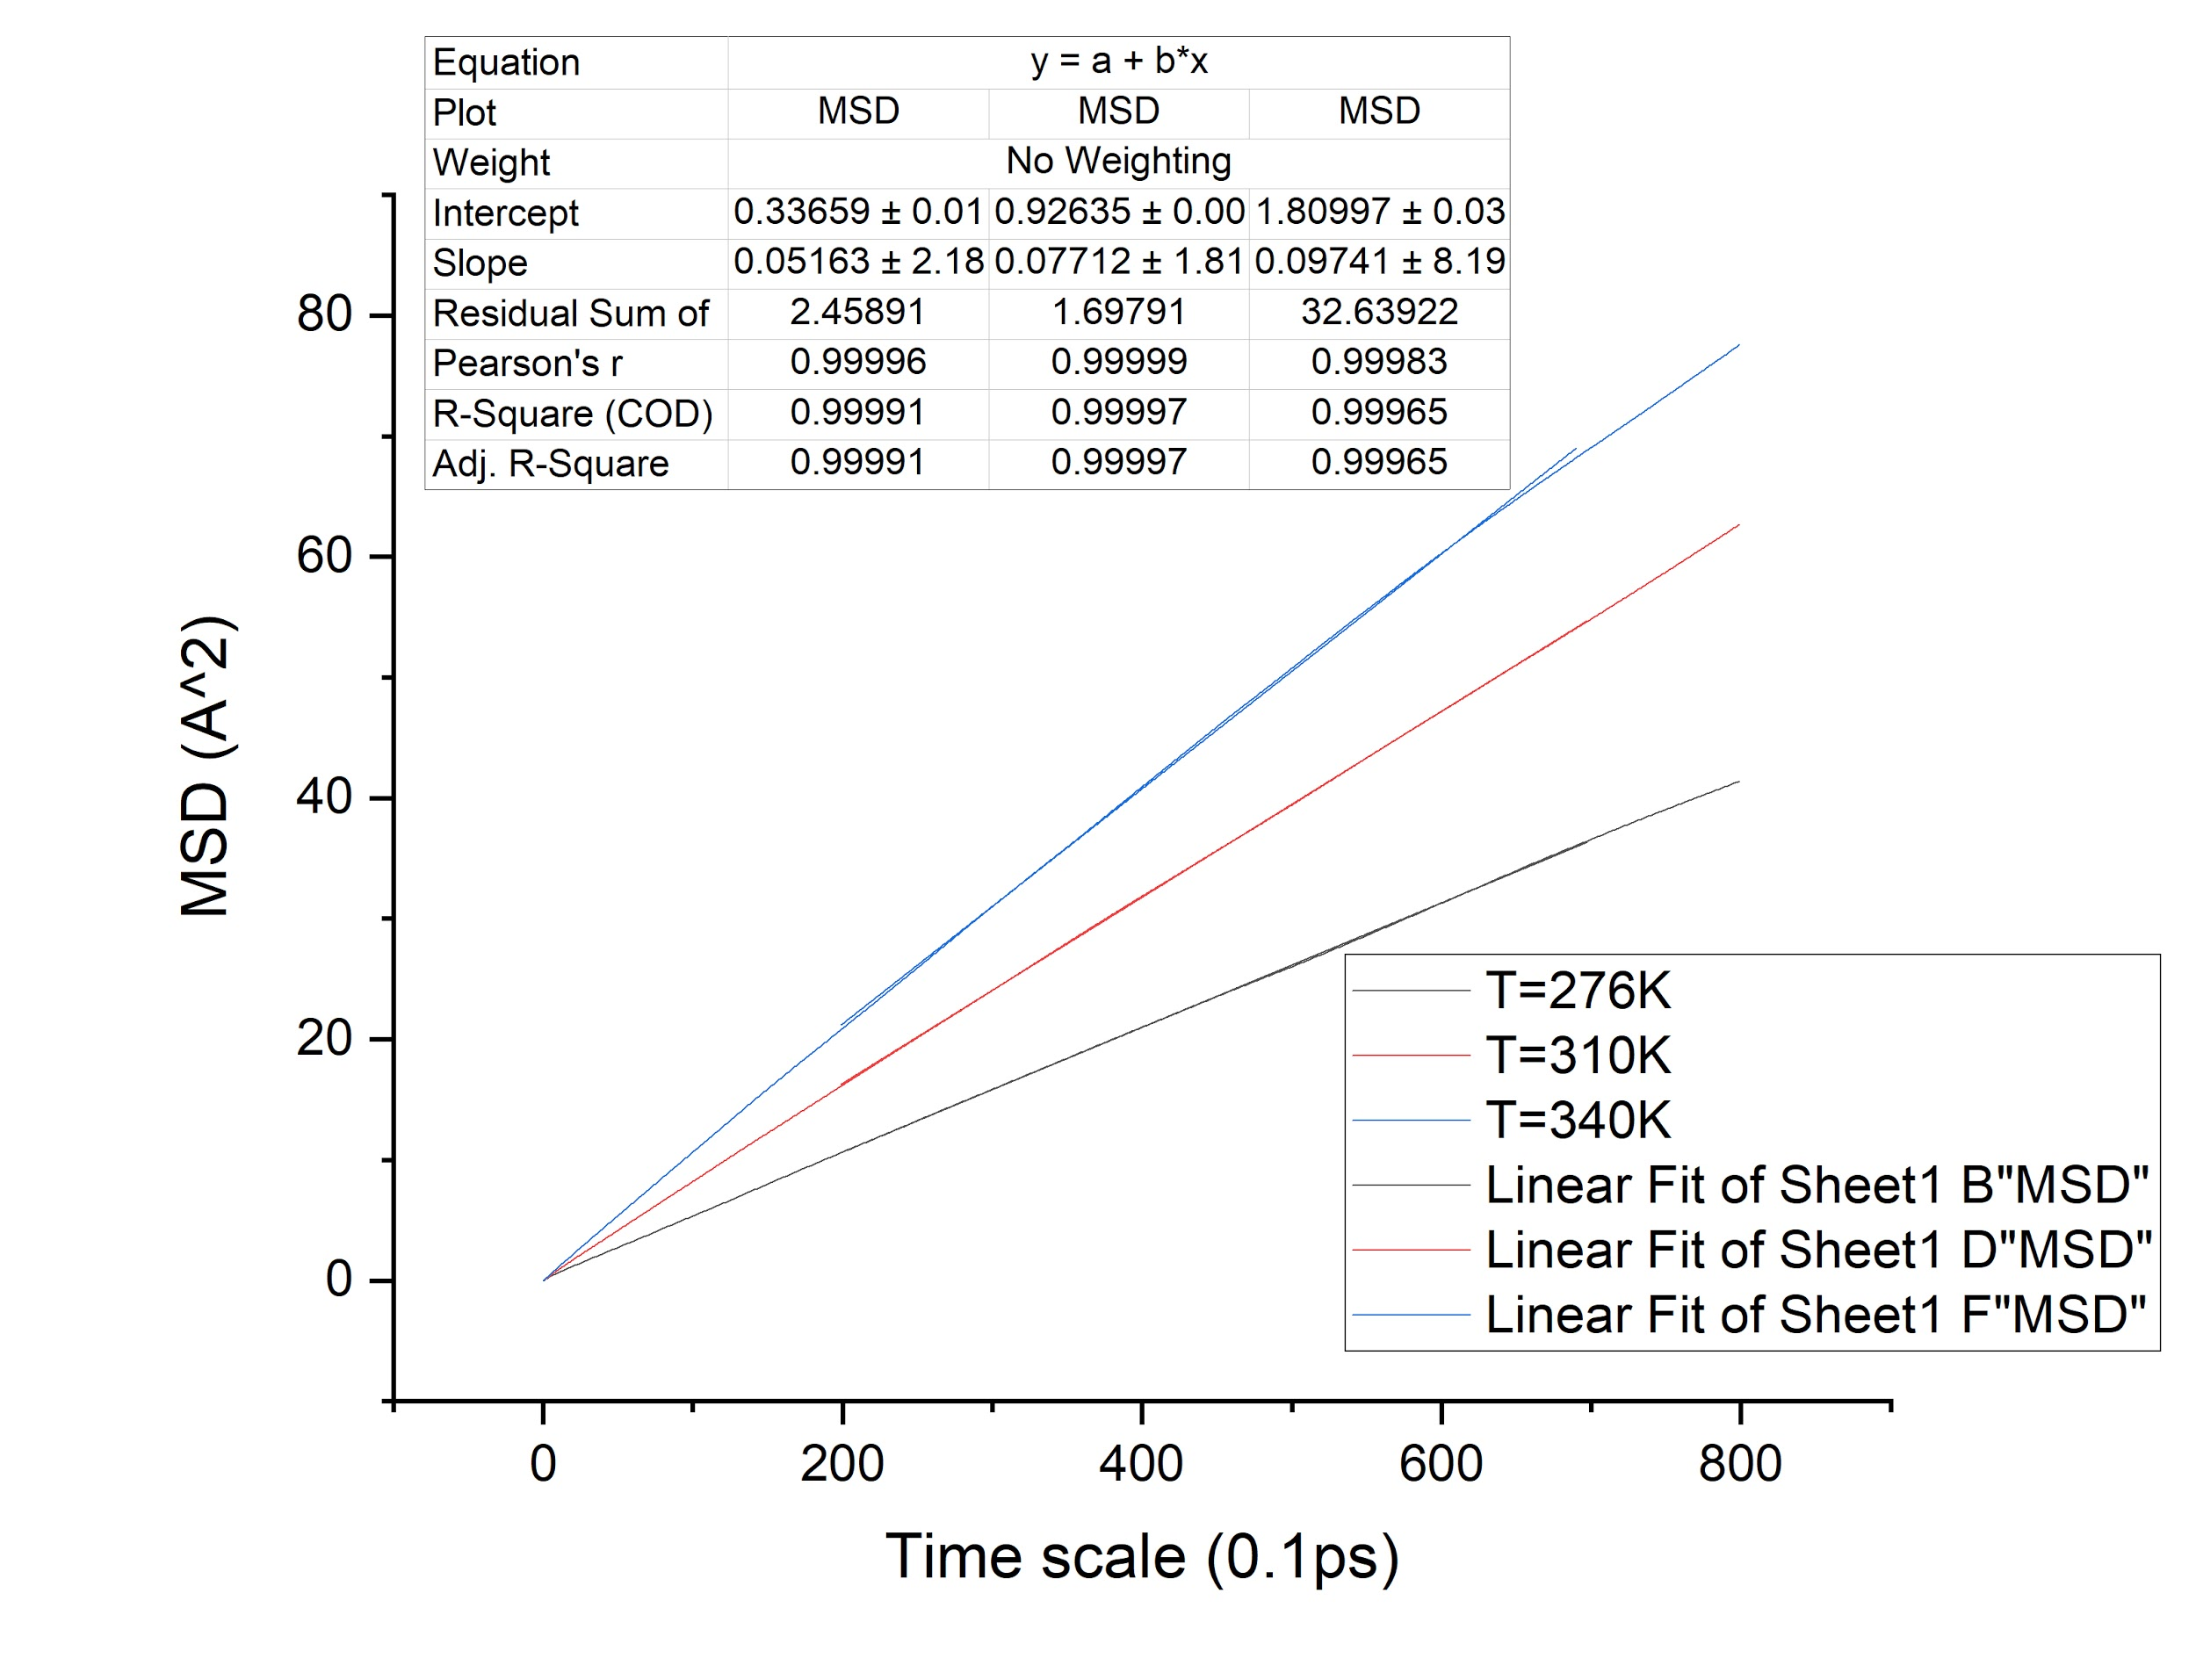 Equation y = a + b*x
Plot MSD MSD MSD
Weight No Weighting
Intercept 0.33659 ± 0.01 0.92635 ± 0.00 1.80997 ± 0.03
Slope 0.05163 ± 2.18 0.07712 ± 1.81 0.09741 ± 8.19
Residual Sum of 2.45891 1.69791 32.63922
Pearson's r 0.99996 0.99999 0.99983
R-Square (COD) 0.99991 0.99997 0.99965
Adj. R-Square 0.99991 0.99997 0.99965
80
60
40
20
0
MSD (A^2)
T=276K
T=310K
T=340K
Linear Fit of Sheet1 B"MSD"
Linear Fit of Sheet1 D"MSD"
Linear Fit of Sheet1 F"MSD"
0 200 400 600 800
Time scale (0.1ps)